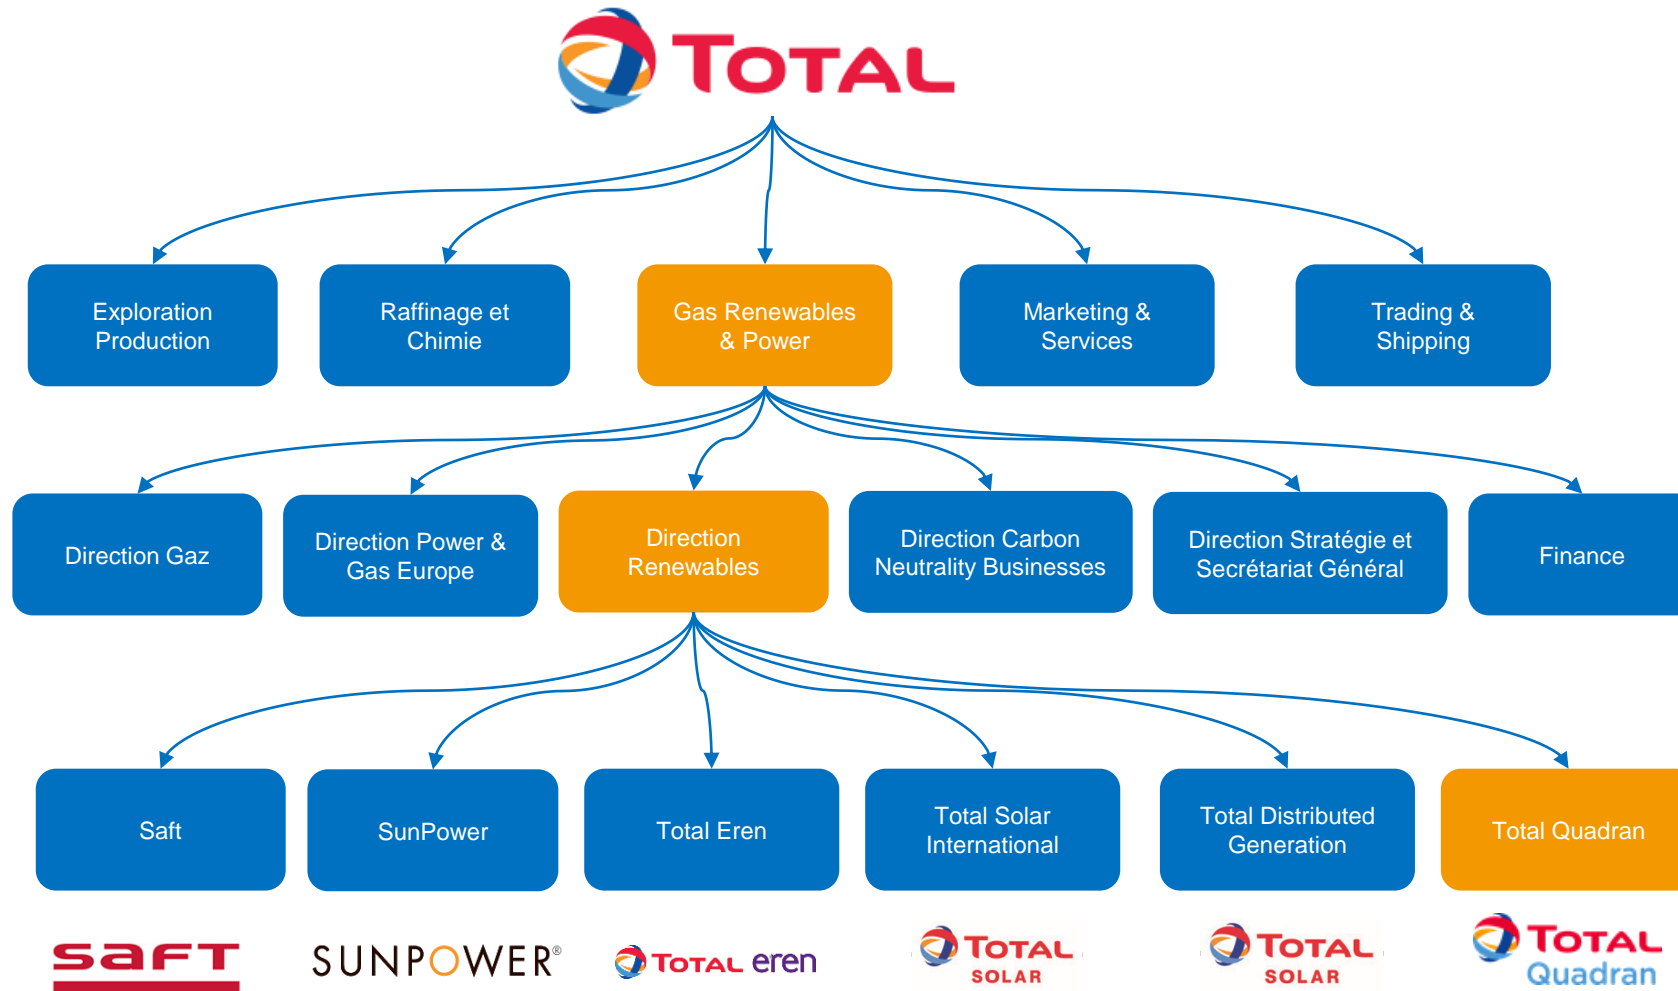 TOTAL
Exploration
Production
Raffinage et
Chimie
Gas Renewables
& Power
Marketing &
Services
Trading &
Shipping
Direction Gaz
Direction Power &
Gas Europe
Direction
Renewables
Direction Carbon
Neutrality Businesses
Direction Stratégie et
Secrétariat Général
Finance
Saft
SunPower
Total Eren
Total Solar
International
Total Distributed
Generation
Total Quadran
saFT
SUNPOWER®
TOTAL eren
TOTAL
SOLAR
TOTAL
SOLAR
TOTAL
Quadran